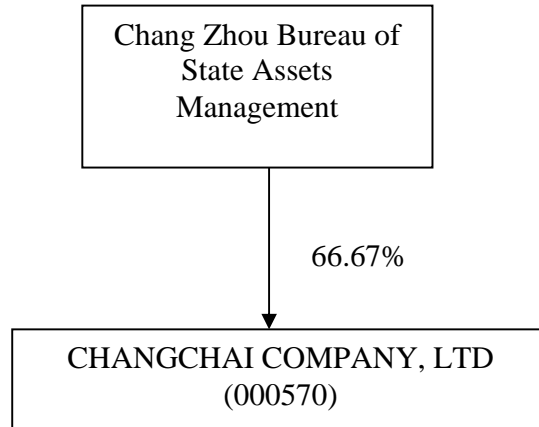 Chang Zhou Bureau of
State Assets
Management
66.67%
CHANGCHAI COMPANY, LTD
(000570)